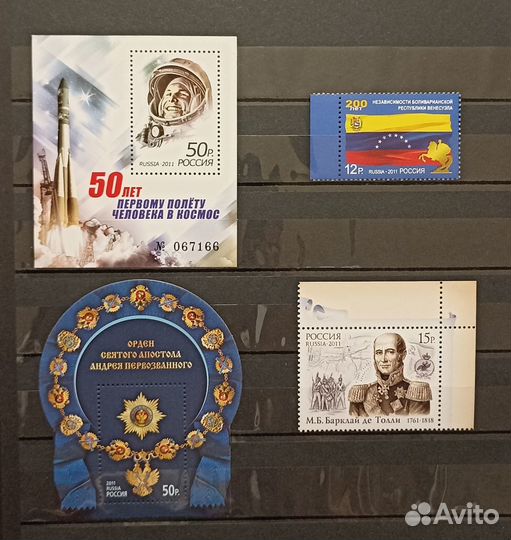 50Р.
RUSSIA·2011 РОССИЯ
50 ЛЕТ
ПЕРВОМУ ПОЛЁТУ
ЧЕЛОВЕКА В КОСМОС
№ 067166
200 ЛЕТ
НЕЗАВИСИМОСТИ БОЛИВАРИАНСКОЙ
РЕСПУБЛИКИ ВЕНЕСУЭЛА
12Р. RUSSIA·2011 РОССИЯ
ОРДЕН
СВЯТОГО АПОСТОЛА
АНДРЕЯ ПЕРВОЗВАННОГО
2011
RUSSIA
РОССИЯ 50Р.
РОССИЯ 15Р.
RUSSIA·2011
М.Б. Барклай де Толли 1761-1818
Avito